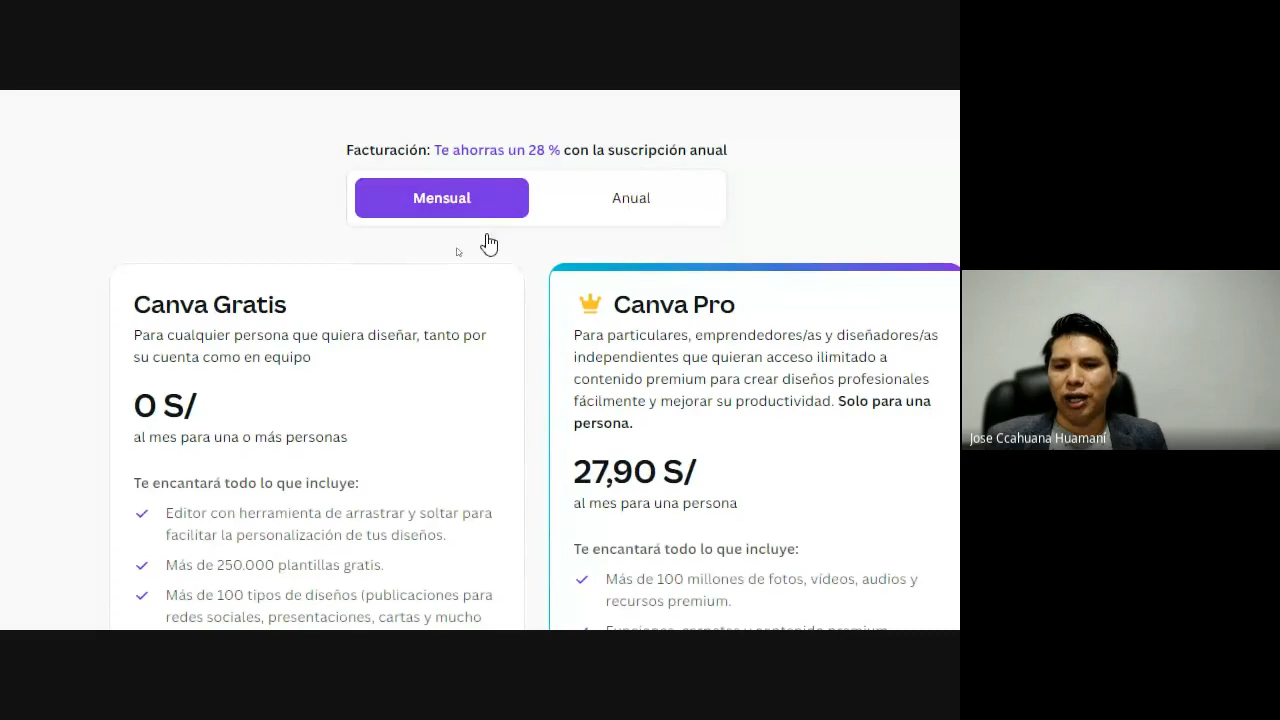 Facturación: Te ahorras un 28 % con la suscripción anual
Mensual
Anual
Canva Gratis
Para cualquier persona que quiera diseñar, tanto por
su cuenta como en equipo
0 S/
al mes para una o más personas
Te encantará todo lo que incluye:
Editor con herramienta de arrastrar y soltar para
facilitar la personalización de tus diseños.
Más de 250.000 plantillas gratis.
Más de 100 tipos de diseños (publicaciones para
redes sociales, presentaciones, cartas y mucho
Canva Pro
Para particulares, emprendedores/as y diseñadores/as
independientes que quieran acceso ilimitado a
contenido premium para crear diseños profesionales
fácilmente y mejorar su productividad. Solo para una
persona.
27,90 S/
al mes para una persona
Te encantará todo lo que incluye:
Más de 100 millones de fotos, vídeos, audios y
recursos premium.
Jose Ccahuana Huamaní